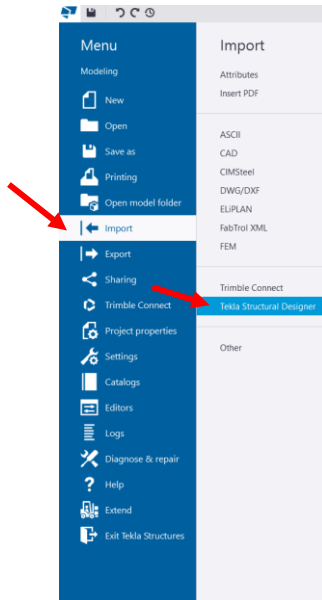 Menu
Modeling
New
Open
Save as
Printing
Open model folder
Import
Export
Sharing
Trimble Connect
Project properties
Settings
Catalogs
Editors
Logs
Diagnose & repair
Help
Extend
Exit Tekla Structures
Import
Attributes
Insert PDF
ASCII
CAD
CIMSteel
DWG/DXF
ELiPLAN
FabTrol XML
FEM
Trimble Connect
Tekla Structural Designer
Other